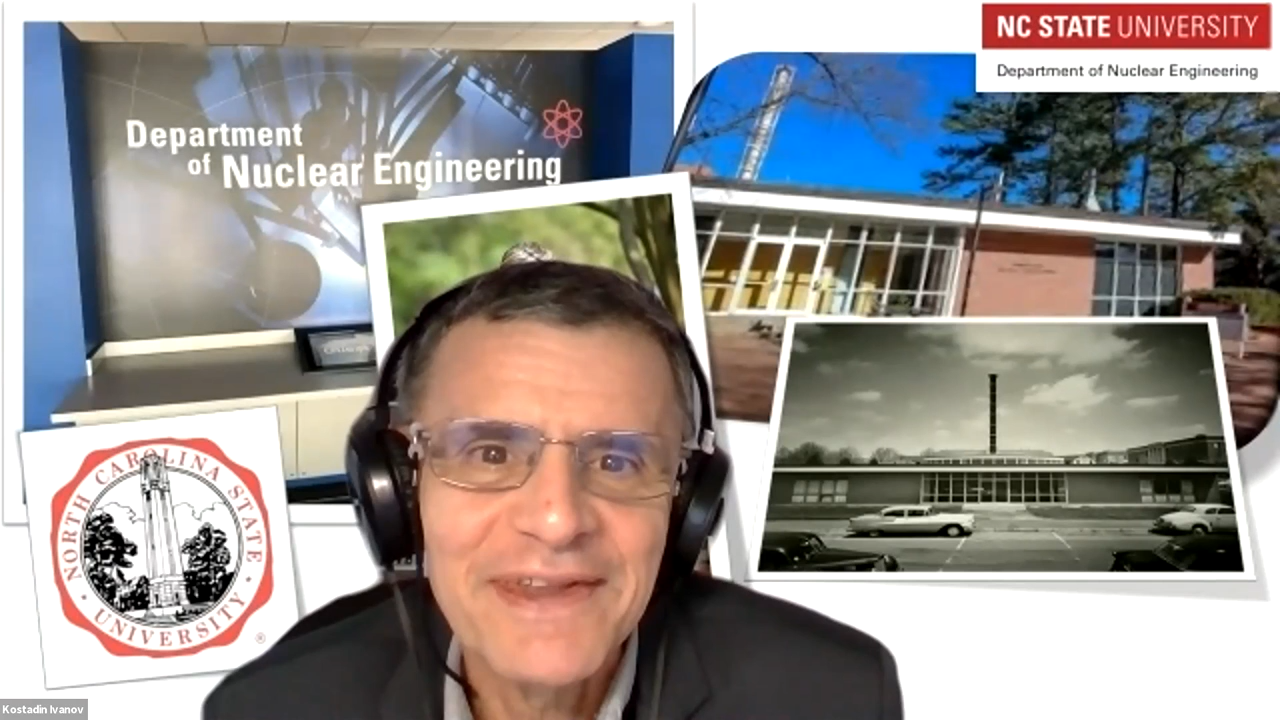 NC STATE UNIVERSITY
Department of Nuclear Engineering
Department
of Nuclear Engineering
NORTH CAROLINA STATE
UNIVERSITY
®
Kostadin Ivanov